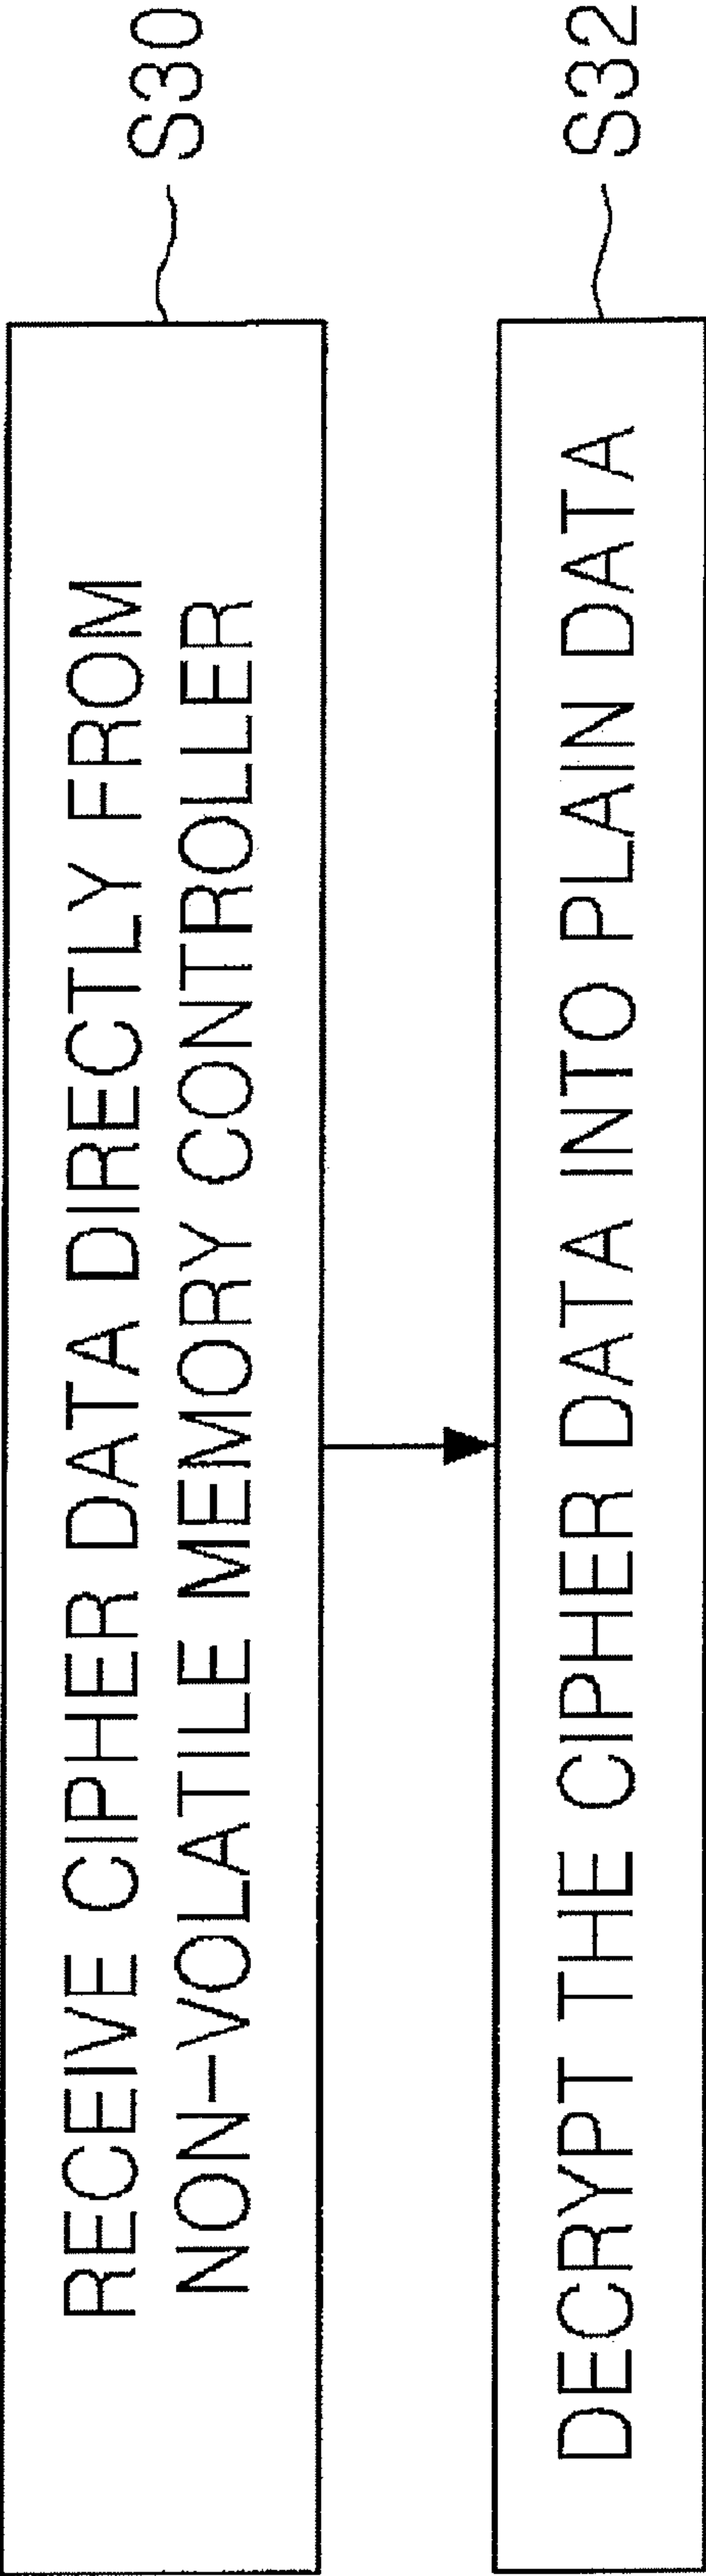 RECEIVE CIPHER DATA DIRECTLY FROM
NON-VOLATILE MEMORY CONTROLLER
S30
DECRYPT THE CIPHER DATA INTO PLAIN DATA
S32